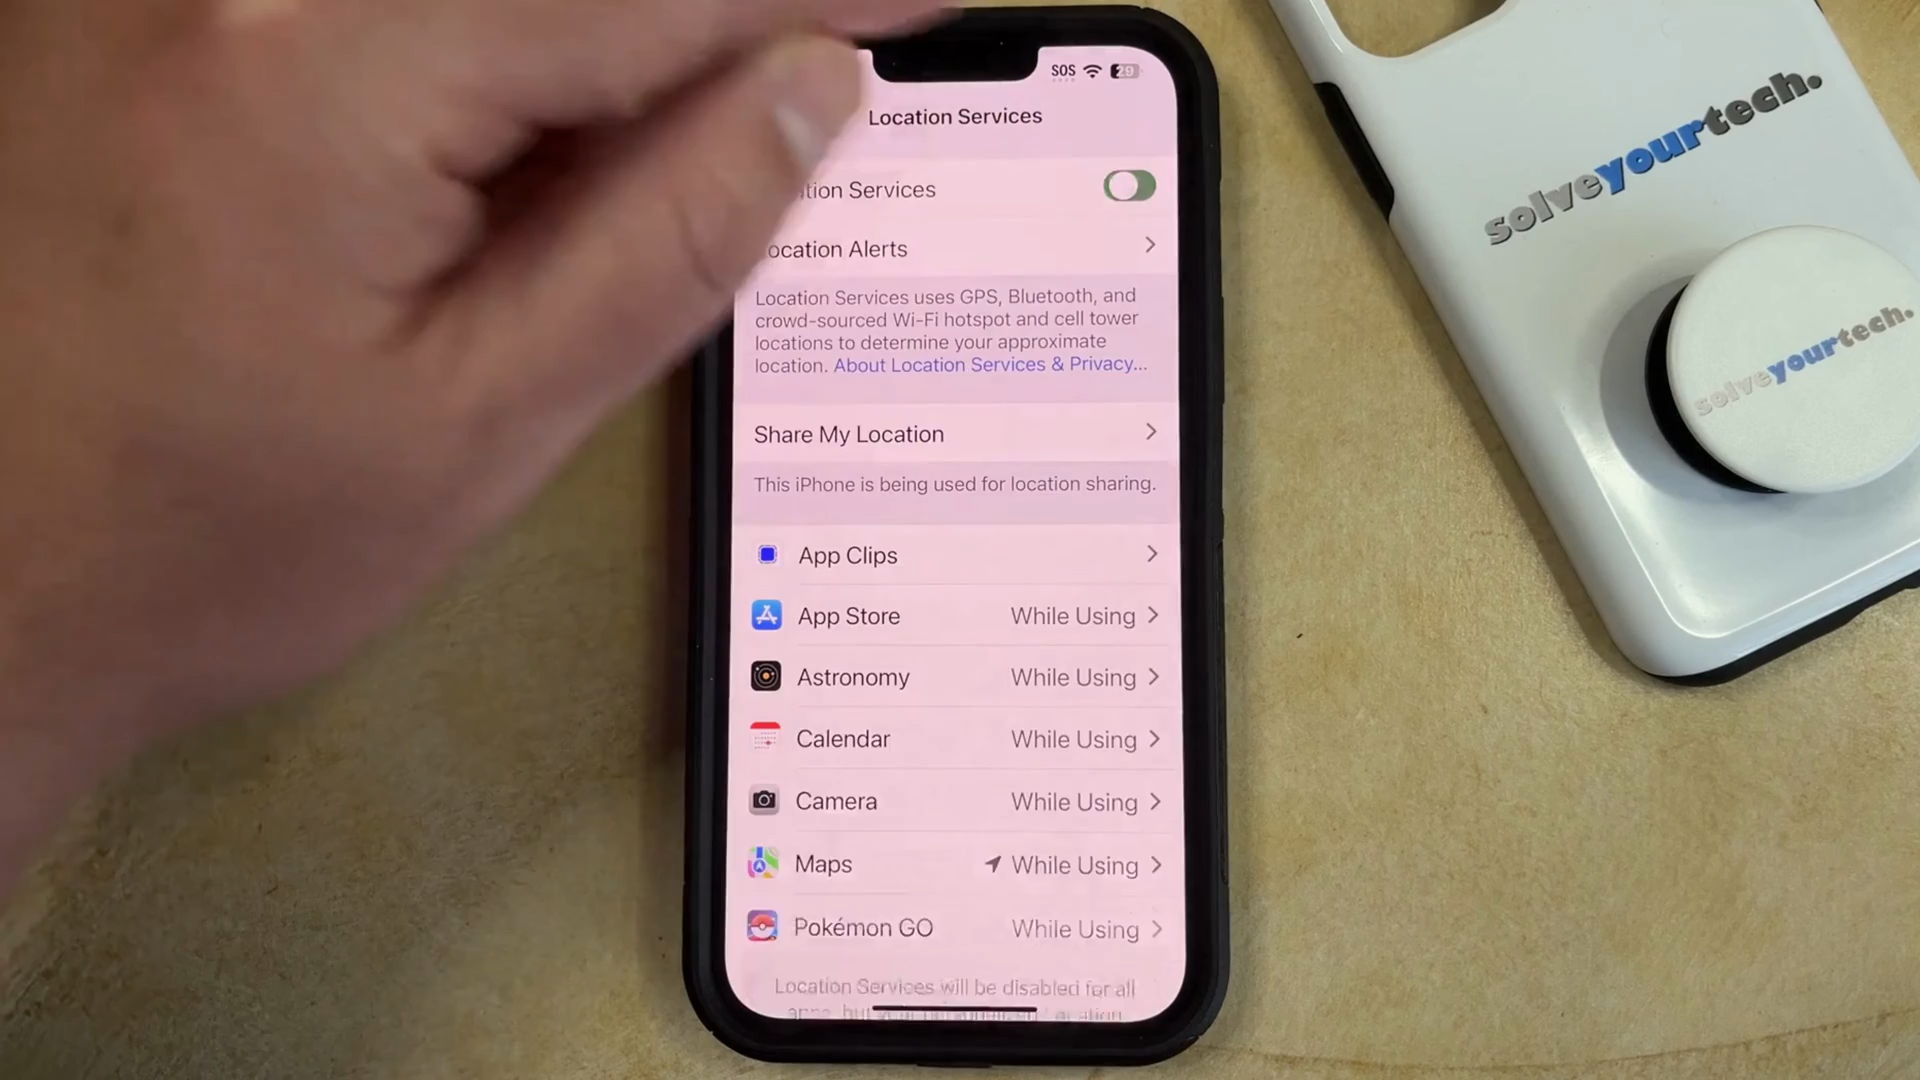 SOS 29
Location Services
tion Services
ocation Alerts
Location Services uses GPS, Bluetooth, and
crowd-sourced Wi-Fi hotspot and cell tower
locations to determine your approximate
location. About Location Services & Privacy...
Share My Location
This iPhone is being used for location sharing.
App Clips
App Store While Using
Astronomy While Using
Calendar While Using
Camera While Using
Maps While Using
Pokémon GO While Using
Location Services will be disabled for all
solveyourtech.
solveyourtech.